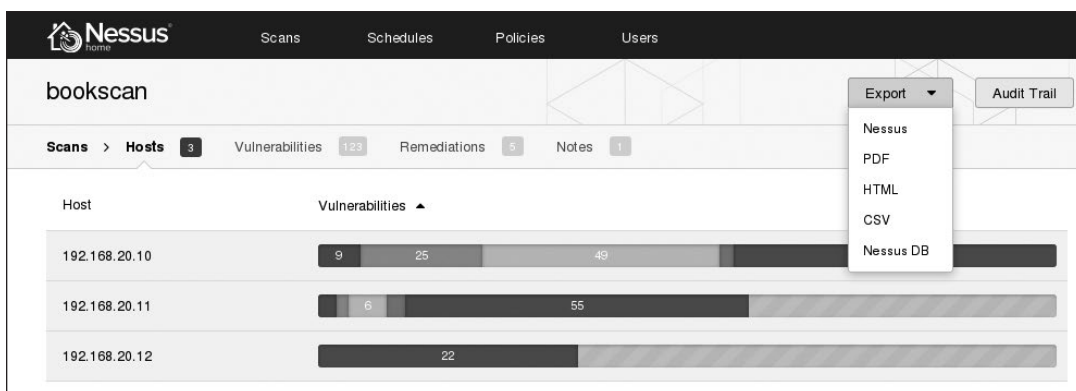 Nessus
home
Scans Schedules Policies Users
bookscan
Export Audit Trail
Nessus
PDF
HTML
CSV
Nessus DB
Scans > Hosts 3 Vulnerabilities 123 Remediations 5 Notes 1
Host Vulnerabilities
192.168.20.10 9 25 49
192.168.20.11 6 55
192.168.20.12 22